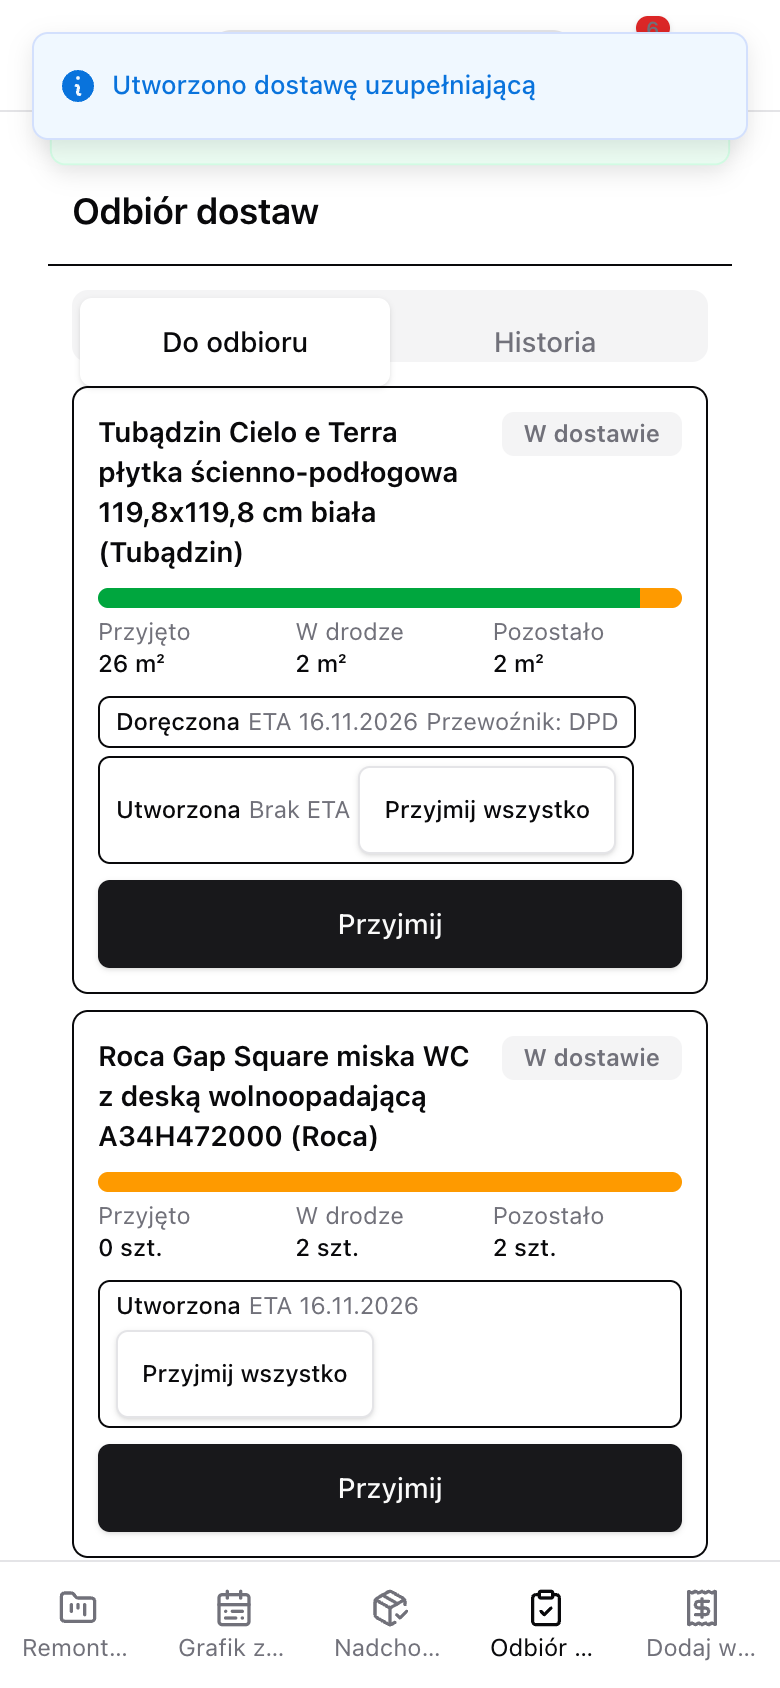 6
Utworzono dostawę uzupełniającą
Odbiór dostaw
Do odbioru
Historia
Tubądzin Cielo e Terra
płytka ścienno-podłogowa
119,8x119,8 cm biała
(Tubądzin)
W dostawie
Przyjęto
W drodze
Pozostało
26 m²
2 m²
2 m²
Doręczona ETA 16.11.2026 Przewoźnik: DPD
Utworzona Brak ETA
Przyjmij wszystko
Przyjmij
Roca Gap Square miska WC
z deską wolnoopadającą
A34H472000 (Roca)
W dostawie
Przyjęto
W drodze
Pozostało
0 szt.
2 szt.
2 szt.
Utworzona ETA 16.11.2026
Przyjmij wszystko
Przyjmij
Remont...
Grafik z...
Nadcho...
Odbiór ...
Dodaj w...